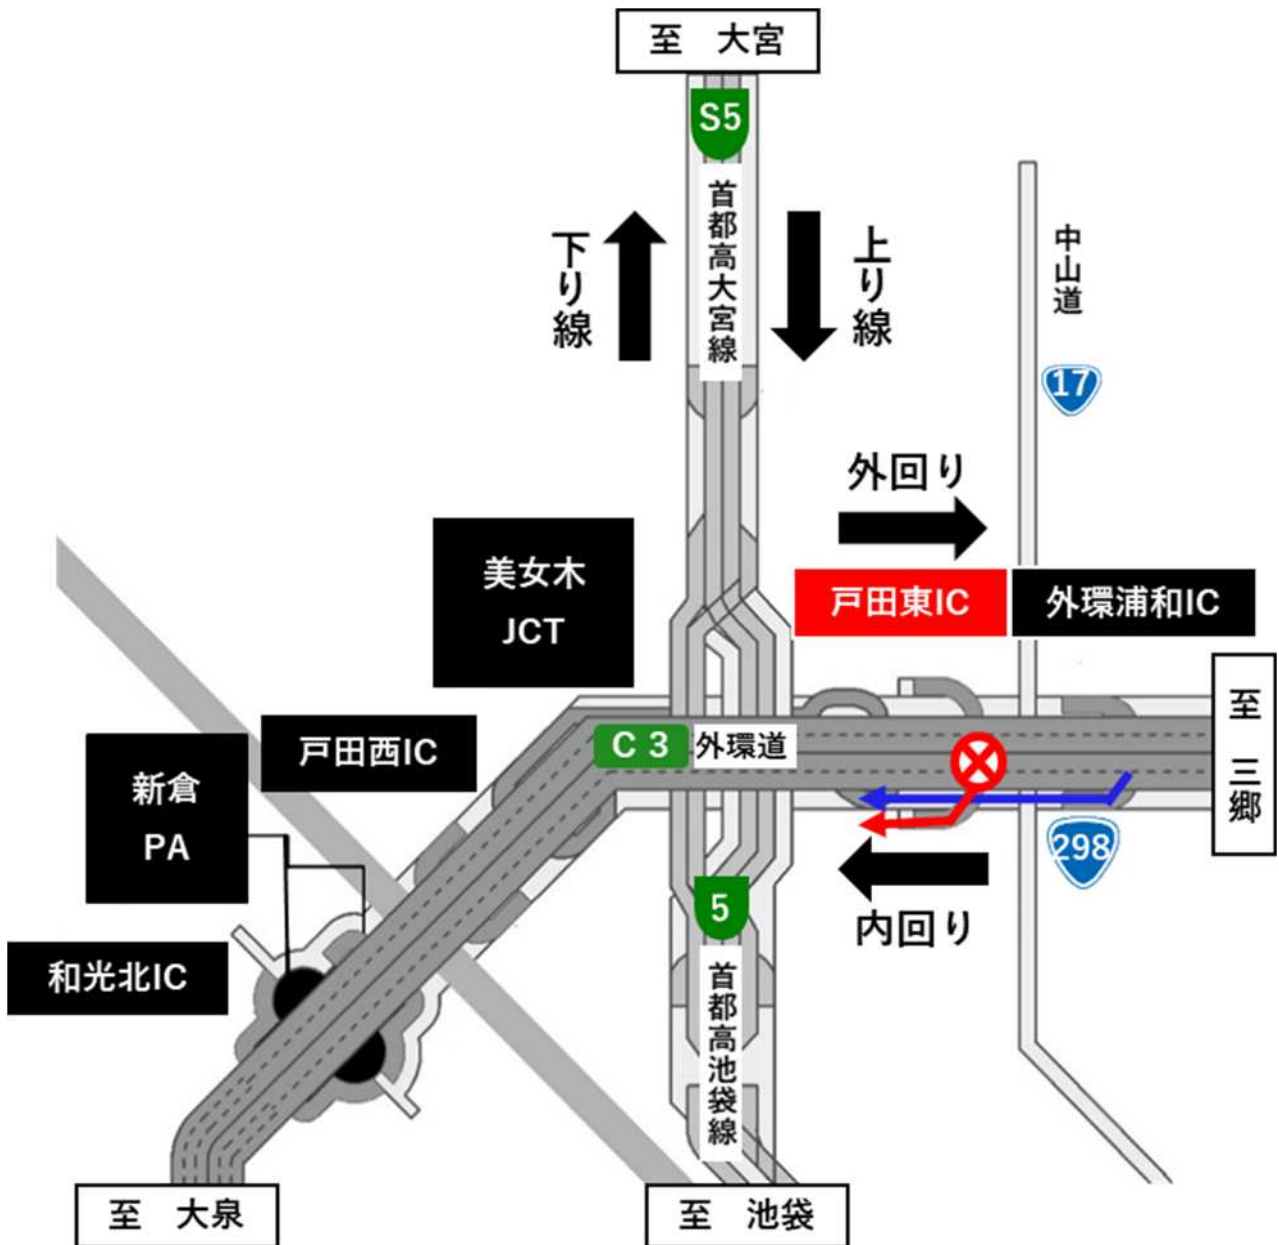 至 大宮
S5
首都高大宮線
下り線
上り線
中山道
17
外回り
美女木
JCT
戸田東IC
外環浦和IC
至 三郷
戸田西IC
C3
外環道
新倉
PA
298
5
内回り
和光北IC
首都高池袋線
至 大泉
至 池袋